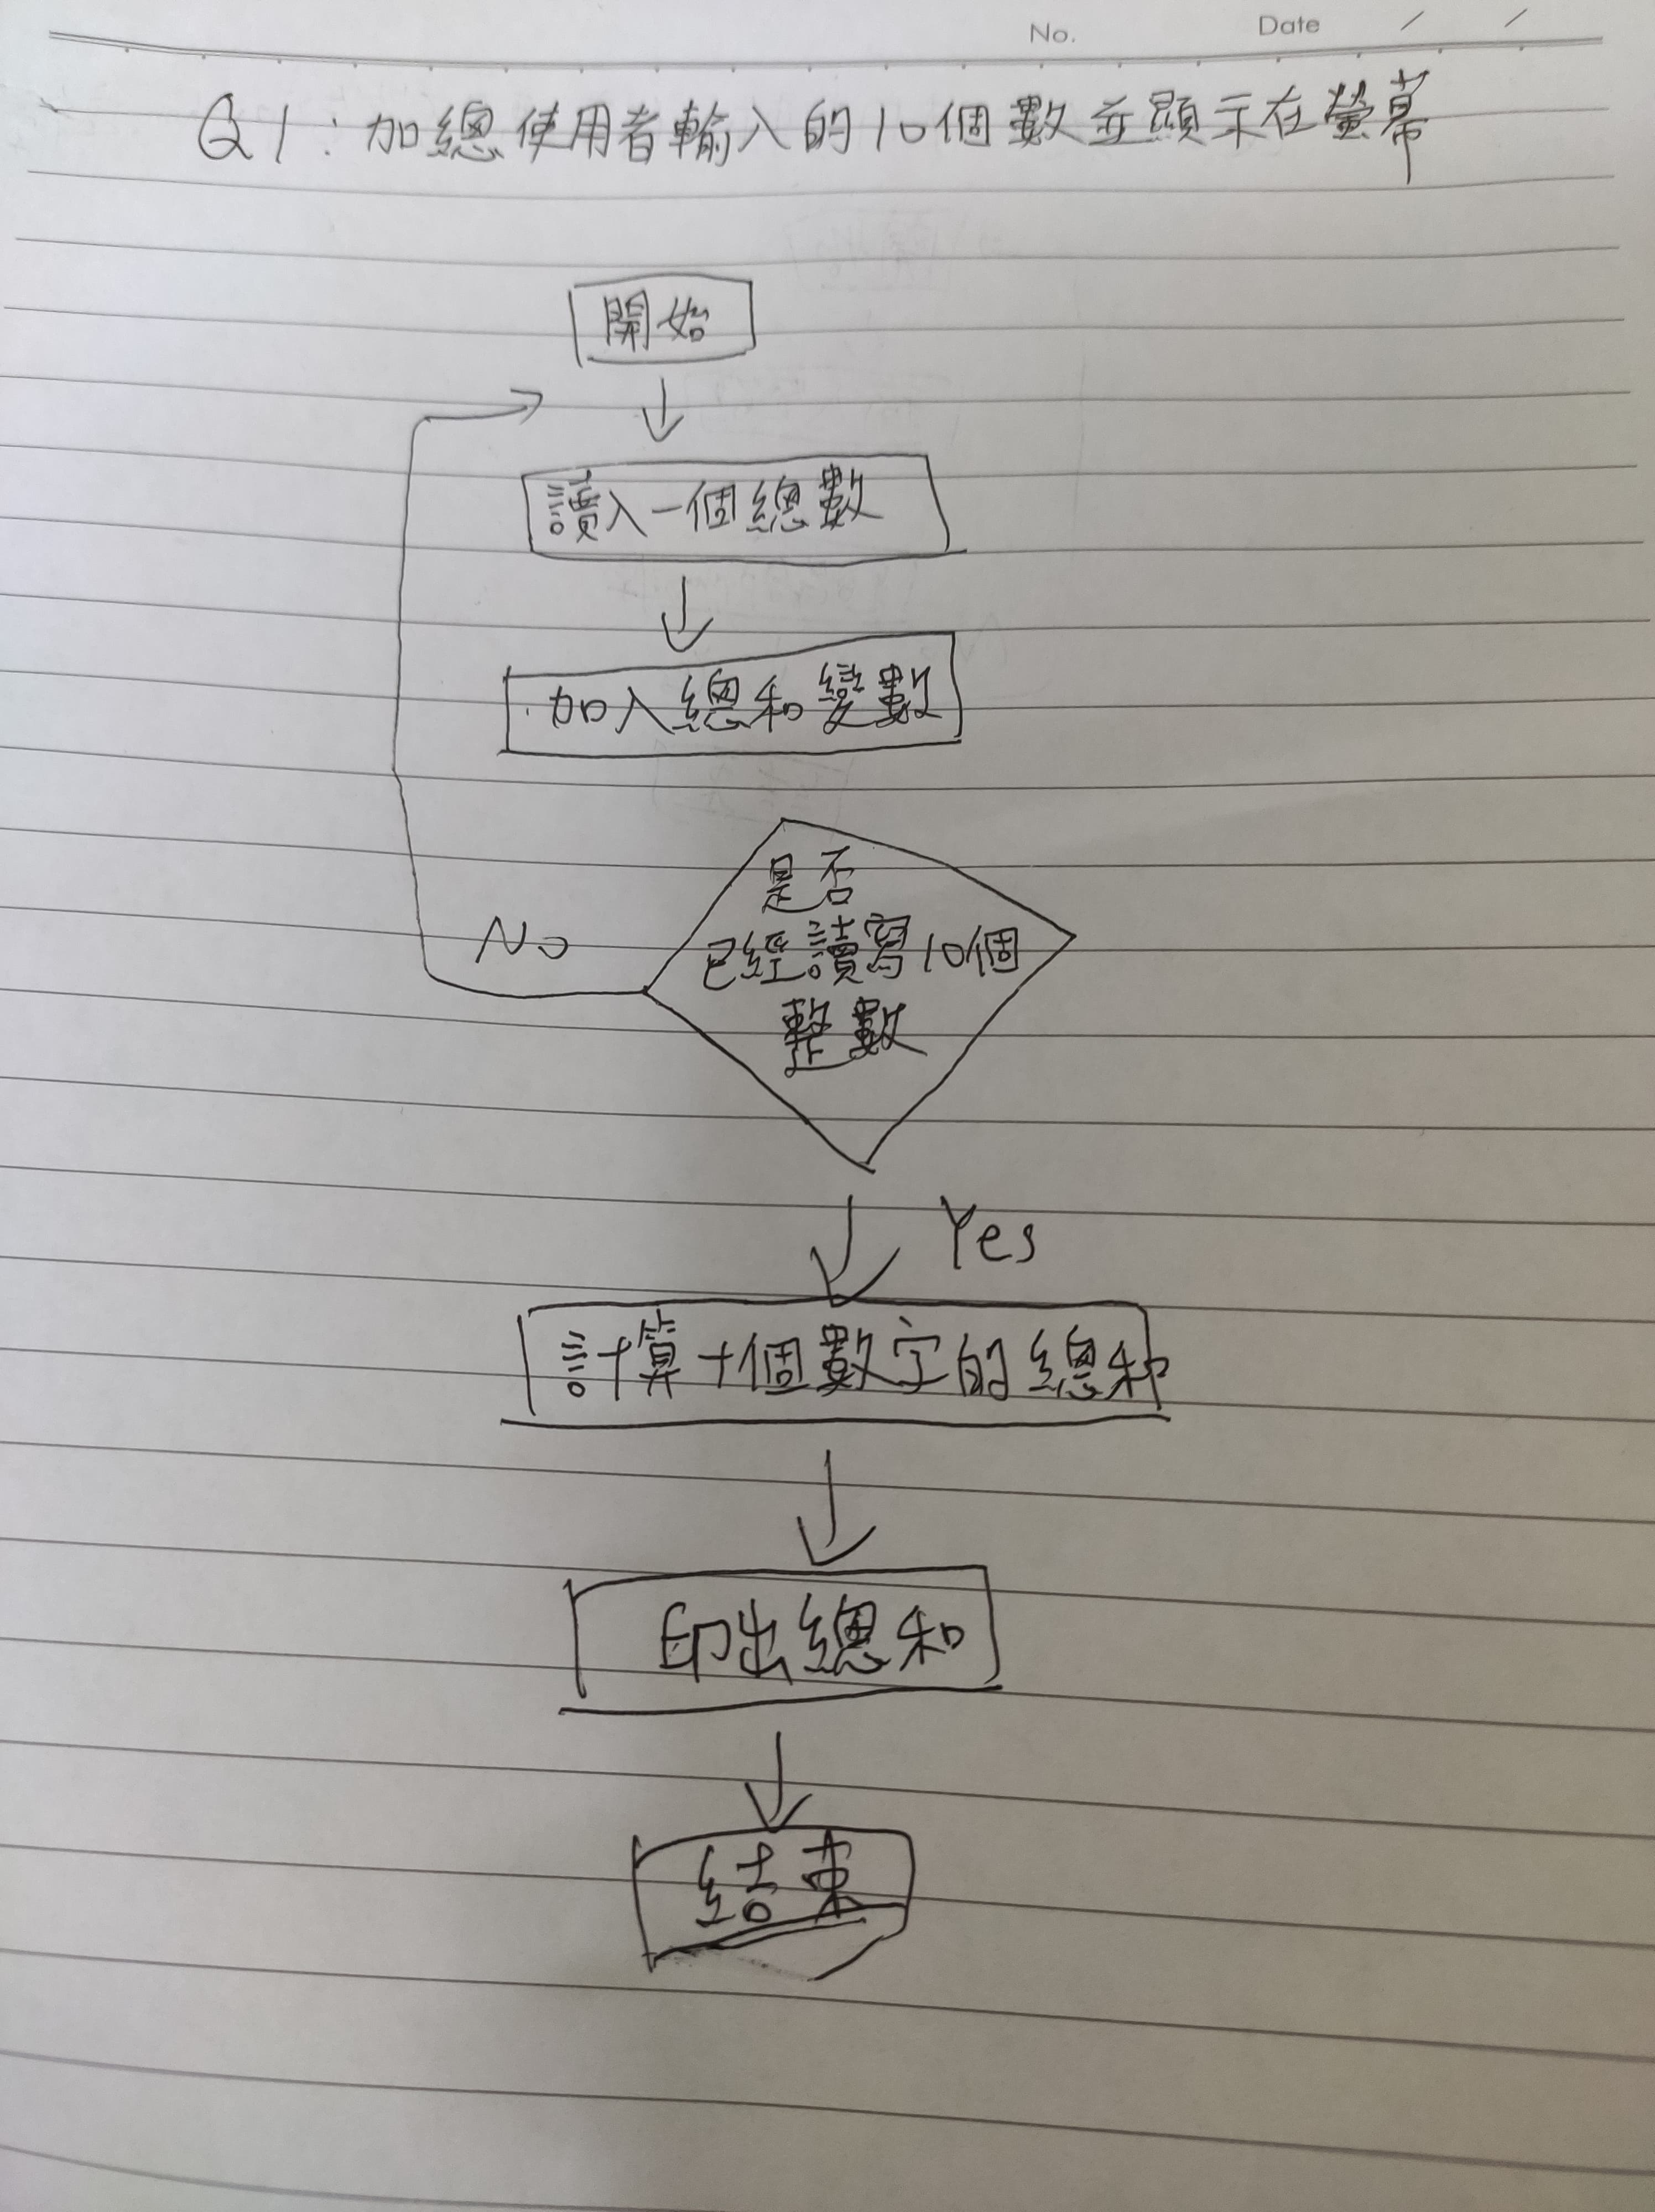 No. Date / /
Q1:加總使用者輸入的10個數並顯示在螢幕
開始
讀入一個總數
加入總和變數
是否
已經讀寫10個
整數
No
Yes
計算十個數字的總和
印出總和
結束